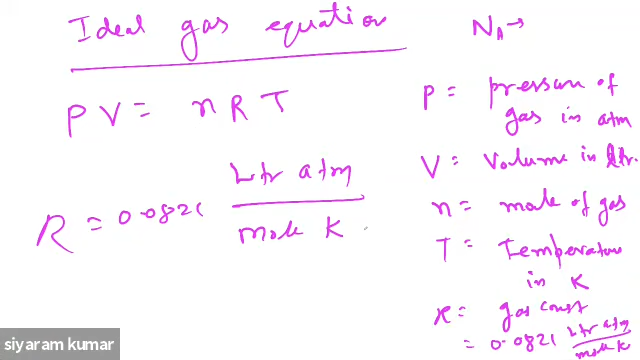 Ideal gas equation
PV = nRT
R = 0.0821 Ltr atm / mole K
N_A →
P = pressure of
gas in atm
V = Volume in ltr.
n = mole of gas
T = Temperature
in K
R = gas const
= 0.0821 Ltr atm / mole K
siyaram kumar